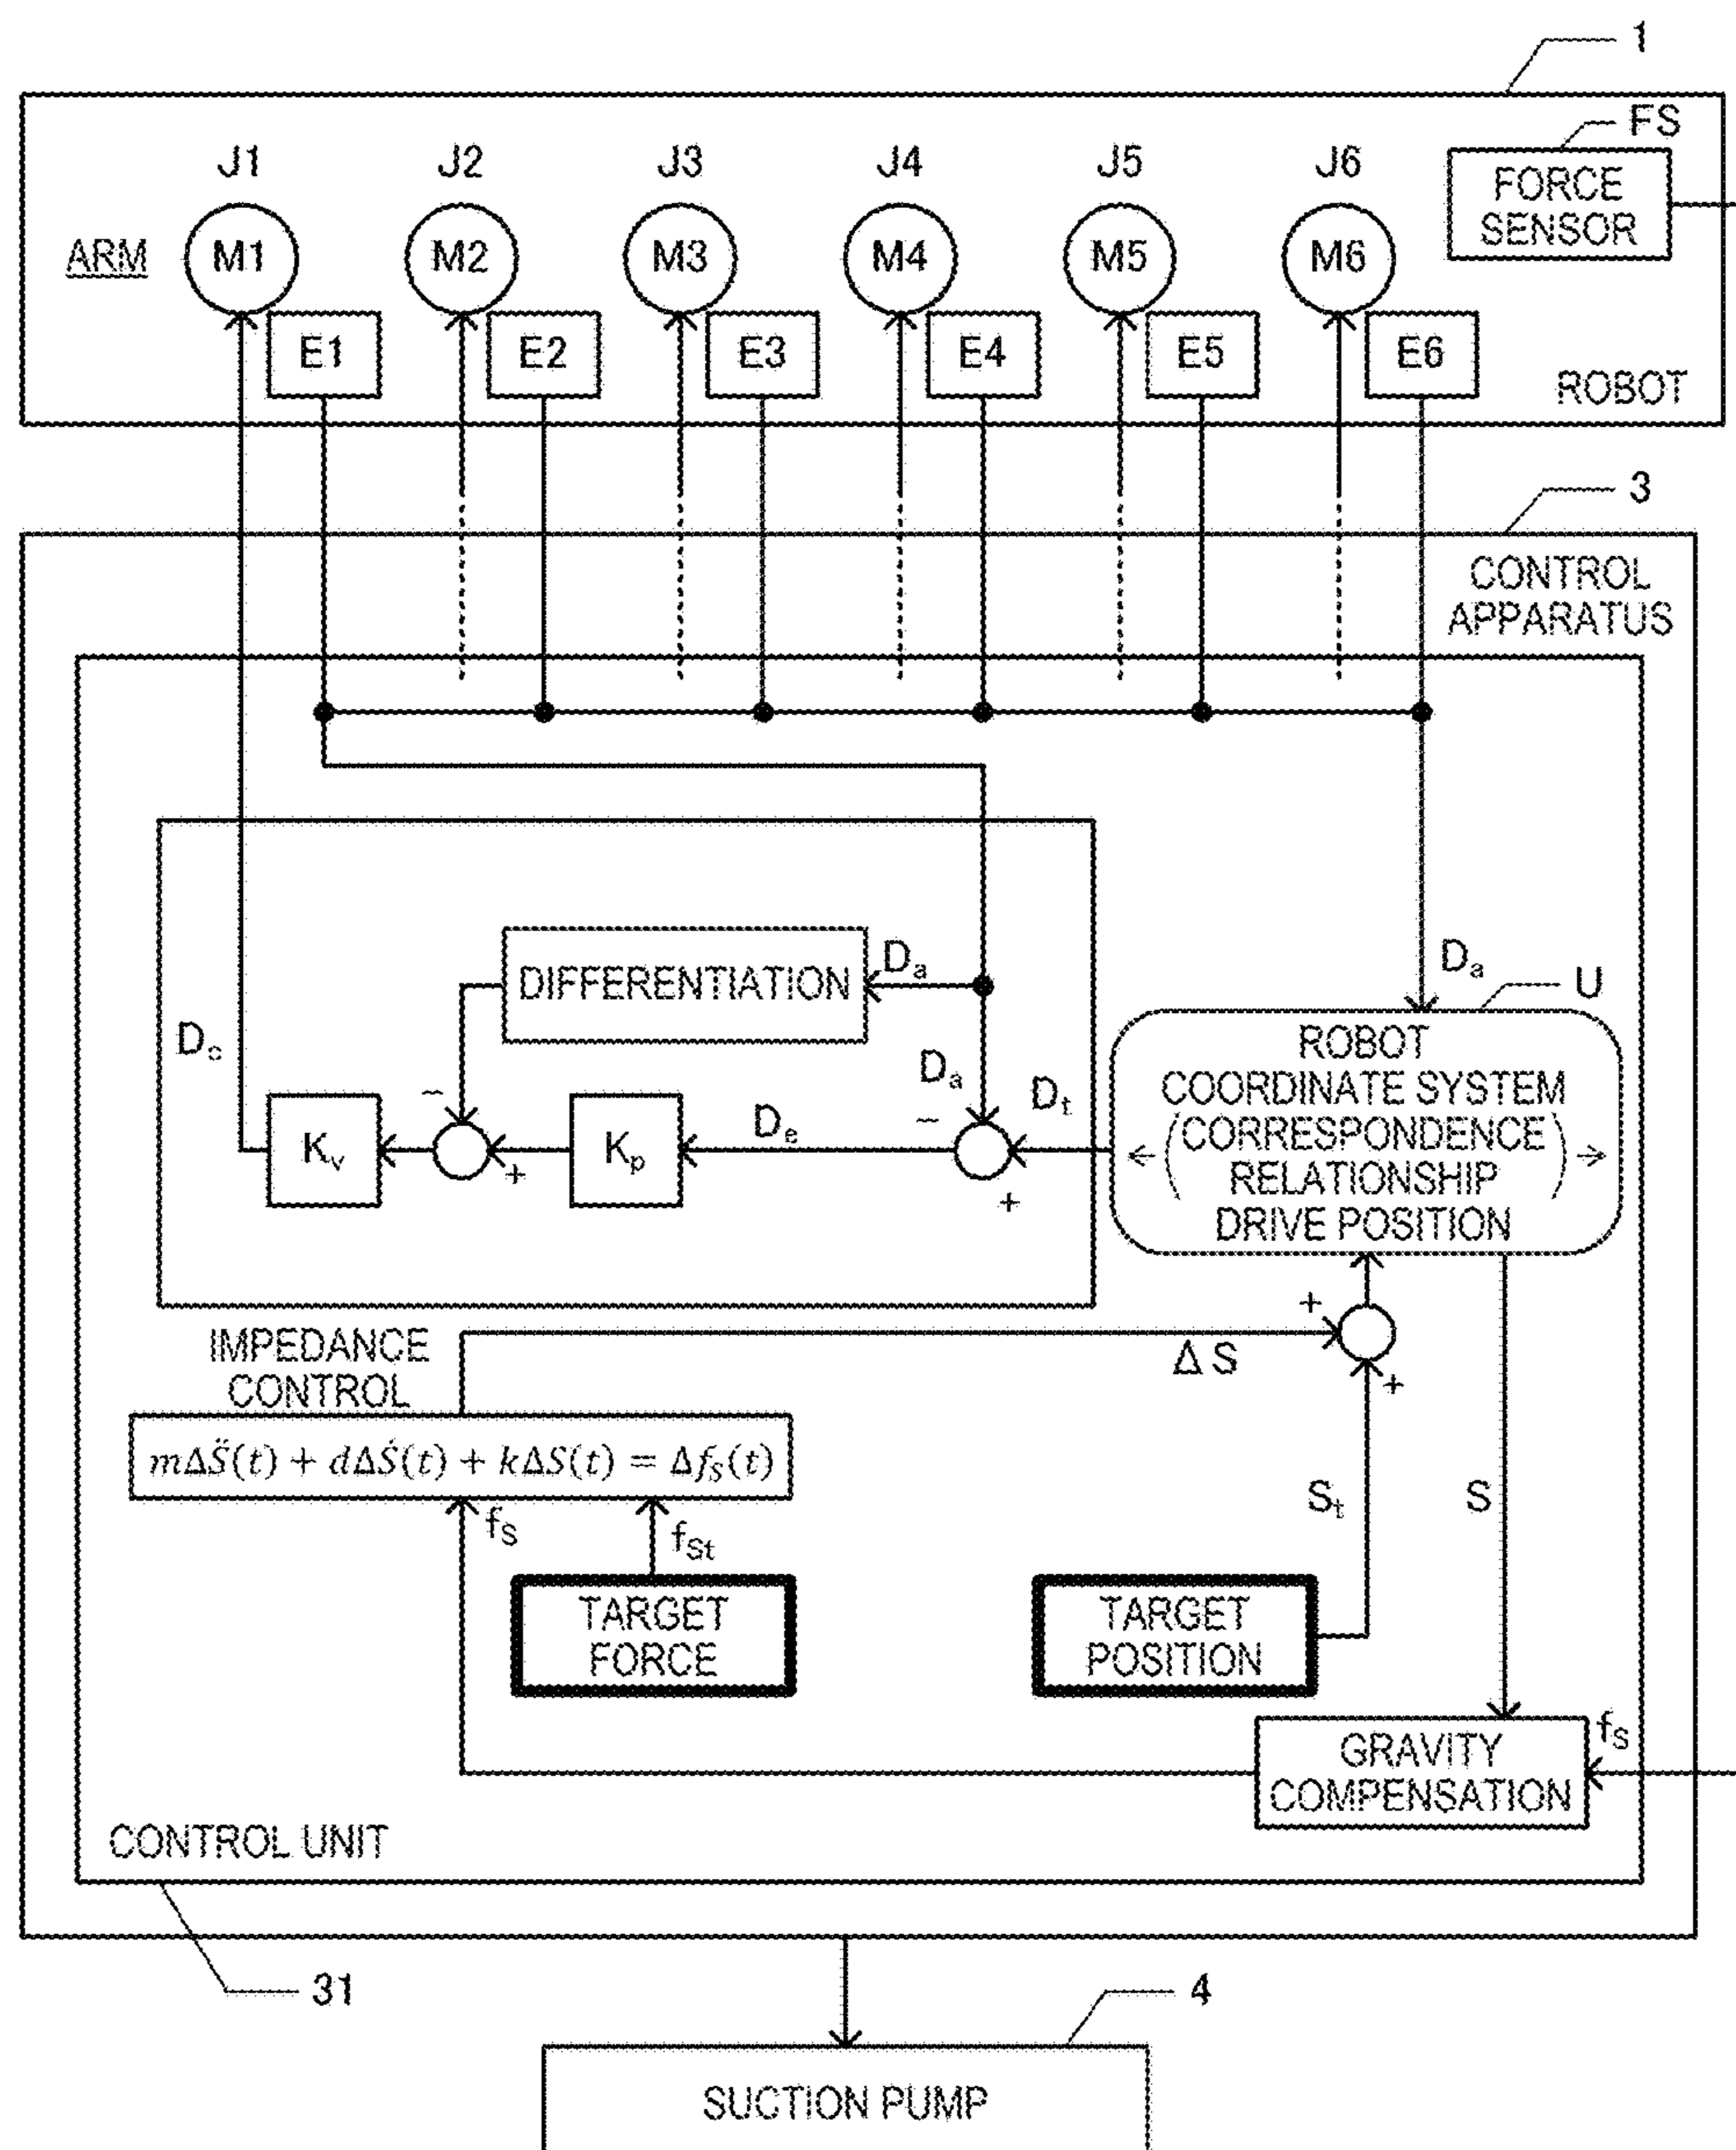 1
FS
J1 J2 J3 J4 J5 J6
FORCE
SENSOR
ARM M1 M2 M3 M4 M5 M6
E1 E2 E3 E4 E5 E6
ROBOT
3
CONTROL
APPARATUS
DIFFERENTIATION
Da
Da
U
Dc
Da
Dt
ROBOT
COORDINATE SYSTEM
←(CORRESPONDENCE)→
RELATIONSHIP
DRIVE POSITION
−
−
Kv
+
Kp
De
+
IMPEDANCE
CONTROL
ΔS
+
+
mΔS̈(t) + dΔṠ(t) + kΔS(t) = ΔfS(t)
fS
fSt
St
S
TARGET
FORCE
TARGET
POSITION
fS
GRAVITY
COMPENSATION
CONTROL UNIT
31
4
SUCTION PUMP